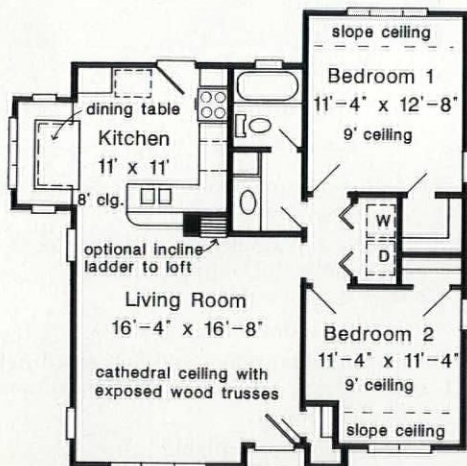 slope ceiling
Bedroom 1
11'-4" x 12'-8"
9' ceiling
dining table
Kitchen
11' x 11'
8' clg.
W
D
optional incline
ladder to loft
Living Room
16'-4" x 16'-8"
cathedral ceiling with
exposed wood trusses
Bedroom 2
11'-4" x 11'-4"
9' ceiling
slope ceiling